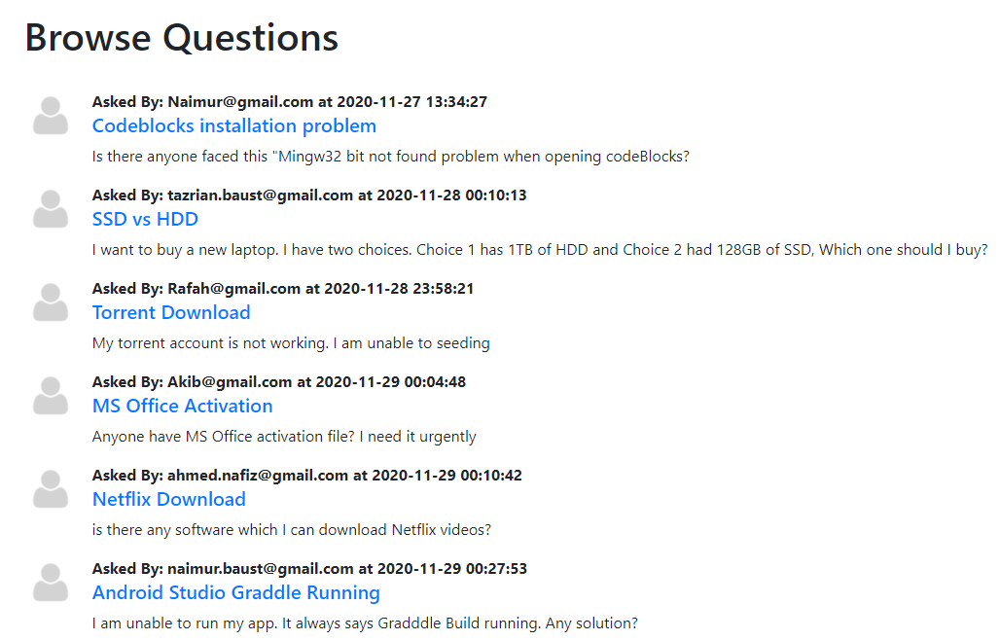 Browse Questions
Asked By: Naimur@gmail.com at 2020-11-27 13:34:27
Codeblocks installation problem
Is there anyone faced this "Mingw32 bit not found problem when opening codeBlocks?
Asked By: tazrian.baust@gmail.com at 2020-11-28 00:10:13
SSD vs HDD
I want to buy a new laptop. I have two choices. Choice 1 has 1TB of HDD and Choice 2 had 128GB of SSD, Which one should I buy?
Asked By: Rafah@gmail.com at 2020-11-28 23:58:21
Torrent Download
My torrent account is not working. I am unable to seeding
Asked By: Akib@gmail.com at 2020-11-29 00:04:48
MS Office Activation
Anyone have MS Office activation file? I need it urgently
Asked By: ahmed.nafiz@gmail.com at 2020-11-29 00:10:42
Netflix Download
is there any software which I can download Netflix videos?
Asked By: naimur.baust@gmail.com at 2020-11-29 00:27:53
Android Studio Graddle Running
I am unable to run my app. It always says Gradddle Build running. Any solution?